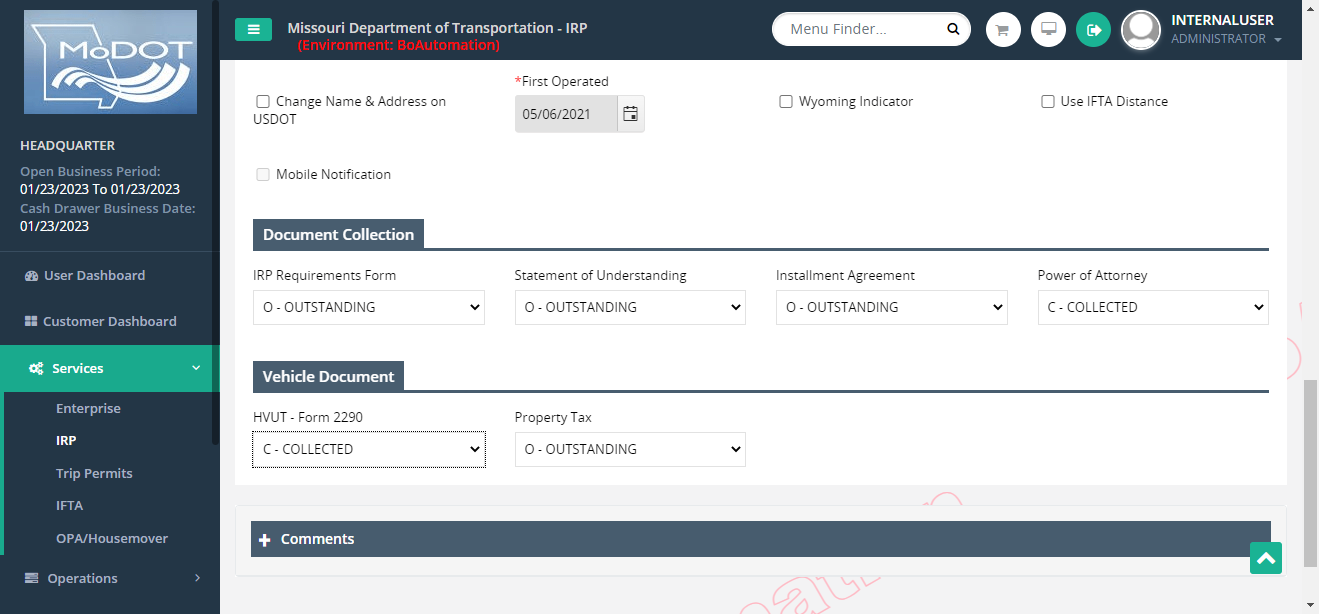 MoDOT
HEADQUARTER
Open Business Period:
01/23/2023 To 01/23/2023
Cash Drawer Business Date:
01/23/2023
User Dashboard
Customer Dashboard
Services
Enterprise
IRP
Trip Permits
IFTA
OPA/Housemover
Operations
Missouri Department of Transportation - IRP
(Environment: BoAutomation)
Menu Finder...
INTERNALUSER
ADMINISTRATOR
Change Name & Address on
USDOT
*First Operated
05/06/2021
Wyoming Indicator
Use IFTA Distance
Mobile Notification
Document Collection
IRP Requirements Form
Statement of Understanding
Installment Agreement
Power of Attorney
O - OUTSTANDING
O - OUTSTANDING
O - OUTSTANDING
C - COLLECTED
Vehicle Document
HVUT - Form 2290
Property Tax
C - COLLECTED
O - OUTSTANDING
Comments